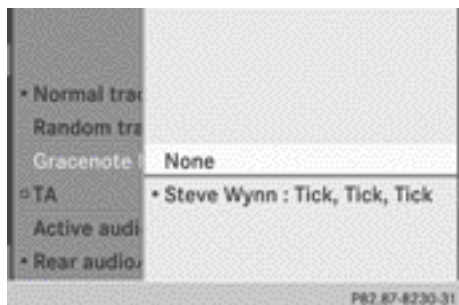 • Normal trac
Random tra
Gracenote
▫ TA
Active audi
• Rear audio
None
• Steve Wynn : Tick, Tick, Tick
P82.87-8230-31